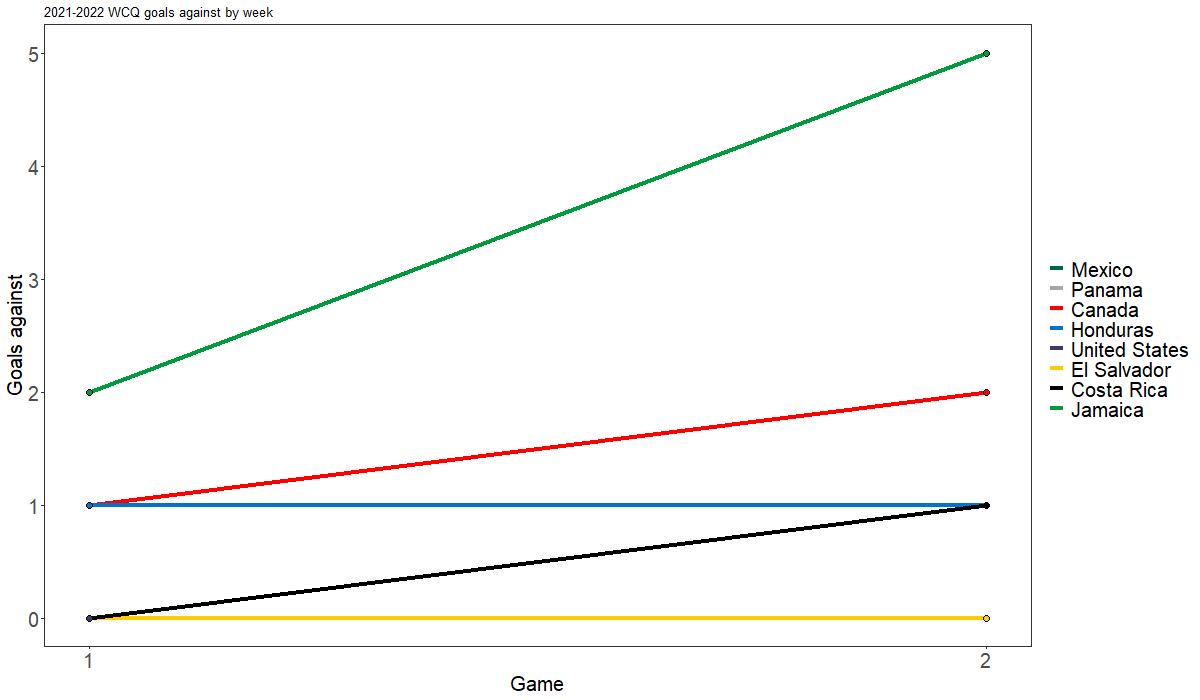 2021-2022 WCQ goals against by week
5
4
3
2
1
0
Goals against
1 2
Game
Mexico
Panama
Canada
Honduras
United States
El Salvador
Costa Rica
Jamaica